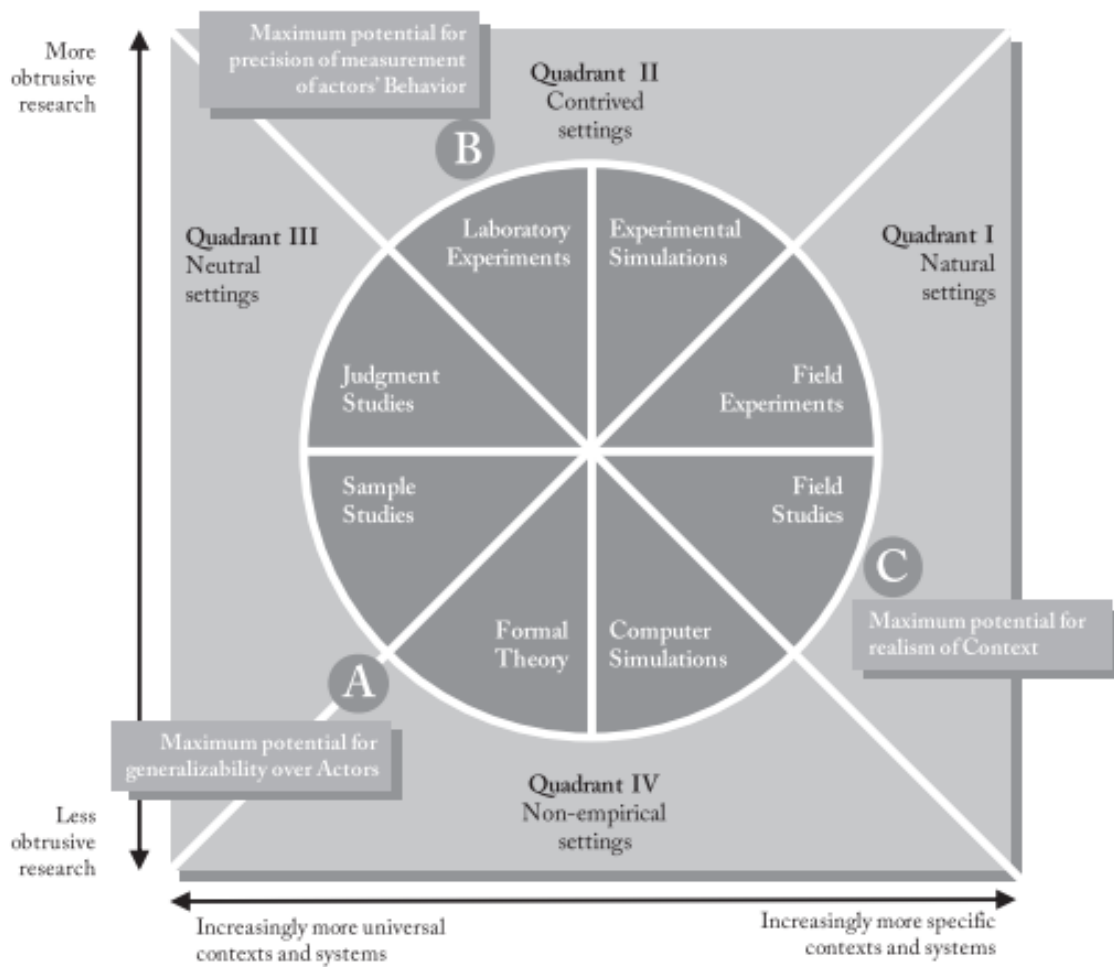 More
obtrusive
research
Maximum potential for
precision of measurement
of actors' Behavior
Quadrant II
Contrived
settings
B
Quadrant III
Neutral
settings
Laboratory
Experiments
Experimental
Simulations
Quadrant I
Natural
settings
Judgment
Studies
Field
Experiments
Sample
Studies
Field
Studies
C
Maximum potential for
realism of Context
Formal
Theory
Computer
Simulations
A
Maximum potential for
generalizability over Actors
Quadrant IV
Non-empirical
settings
Less
obtrusive
research
Increasingly more universal
contexts and systems
Increasingly more specific
contexts and systems